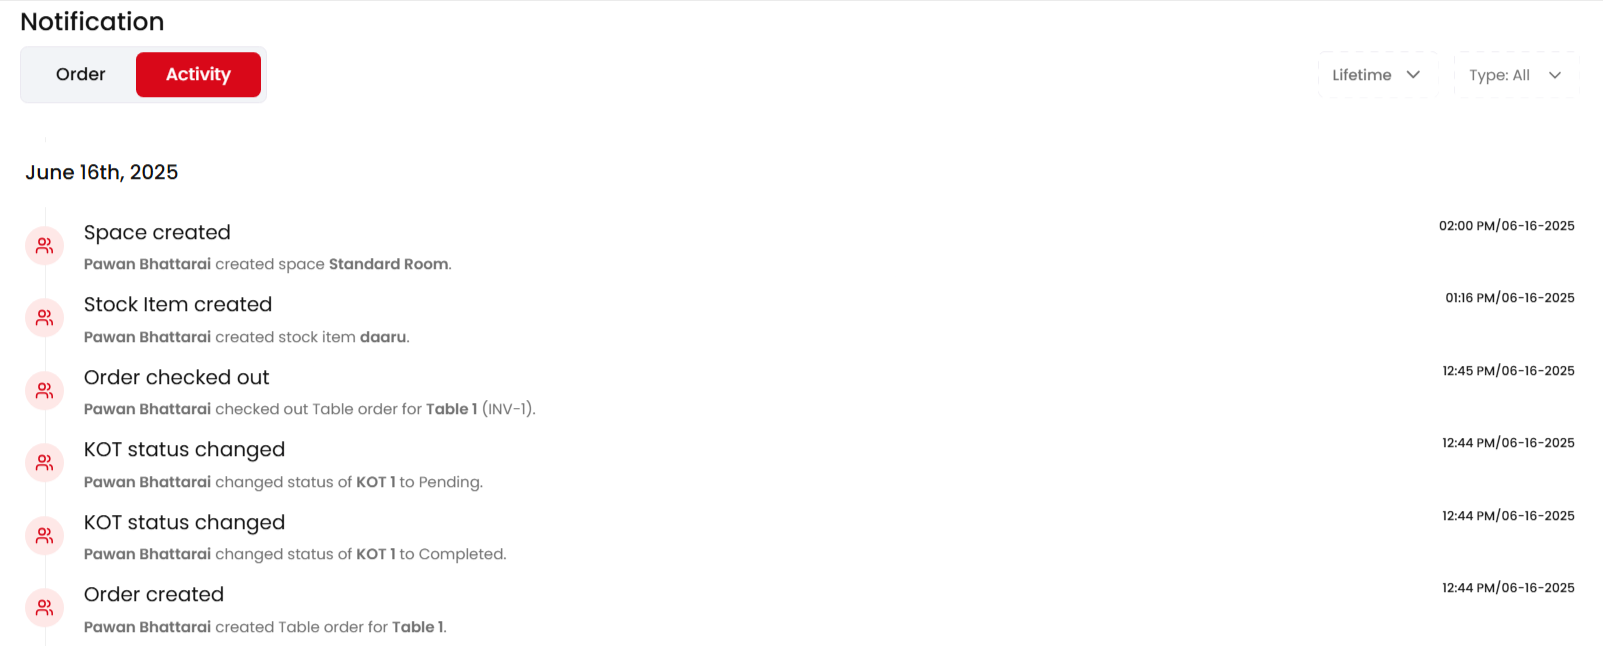 Notification
Order Activity
Lifetime Type: All
June 16th, 2025
Space created 02:00 PM/06-16-2025
Pawan Bhattarai created space Standard Room.
Stock Item created 01:16 PM/06-16-2025
Pawan Bhattarai created stock item daaru.
Order checked out 12:45 PM/06-16-2025
Pawan Bhattarai checked out Table order for Table 1 (INV-1).
KOT status changed 12:44 PM/06-16-2025
Pawan Bhattarai changed status of KOT 1 to Pending.
KOT status changed 12:44 PM/06-16-2025
Pawan Bhattarai changed status of KOT 1 to Completed.
Order created 12:44 PM/06-16-2025
Pawan Bhattarai created Table order for Table 1.